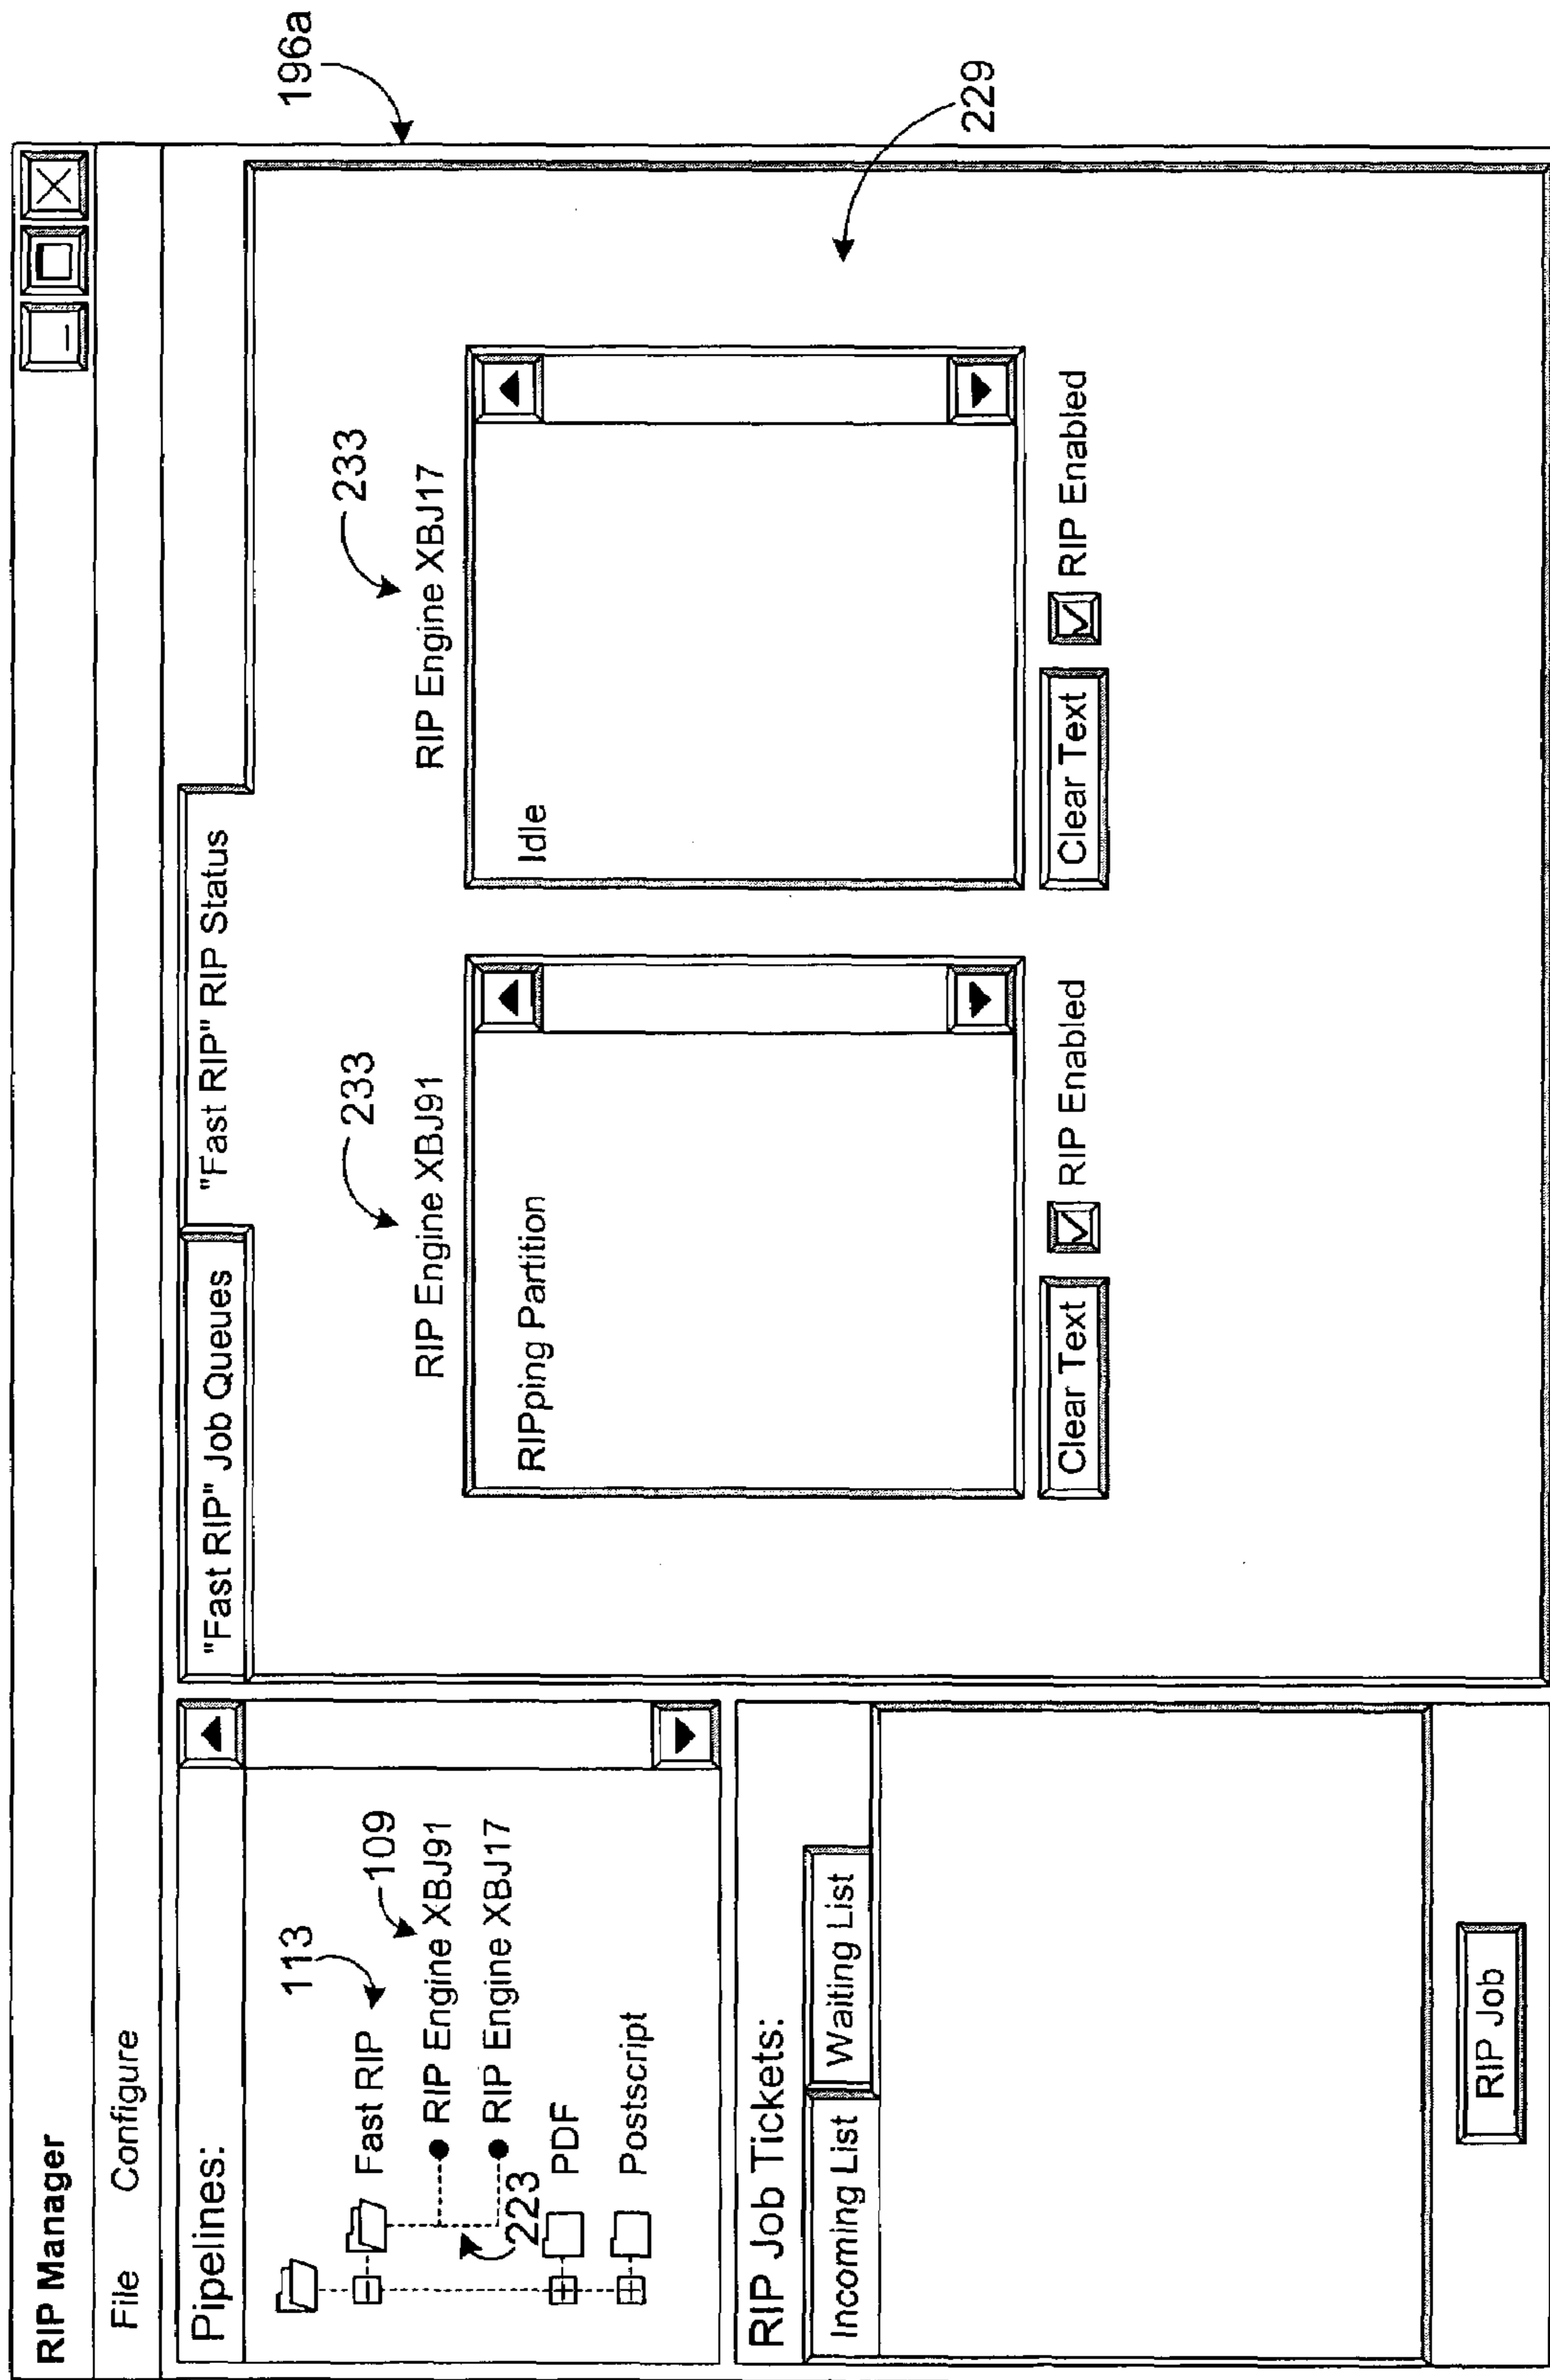 RIP Manager
File Configure
196a
Pipelines:
113
Fast RIP
109
RIP Engine XBJ91
RIP Engine XBJ17
223
PDF
Postscript
RIP Job Tickets:
Incoming List
Waiting List
RIP Job
"Fast RIP" Job Queues
"Fast RIP" RIP Status
233
RIP Engine XBJ91
RIPping Partition
Clear Text
RIP Enabled
233
RIP Engine XBJ17
Idle
Clear Text
RIP Enabled
229